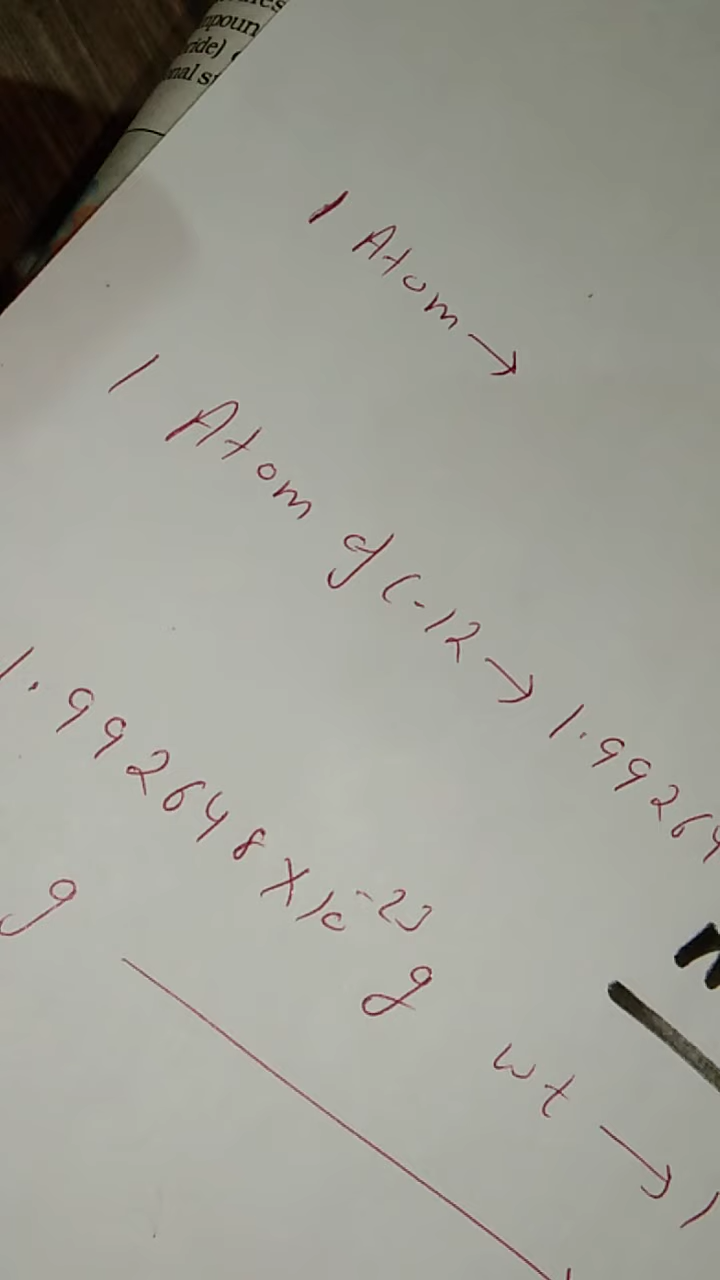 1 Atom →
1 Atom of C-12 → 1.99264
1.992648 X 10^-23 g wt → 1
g